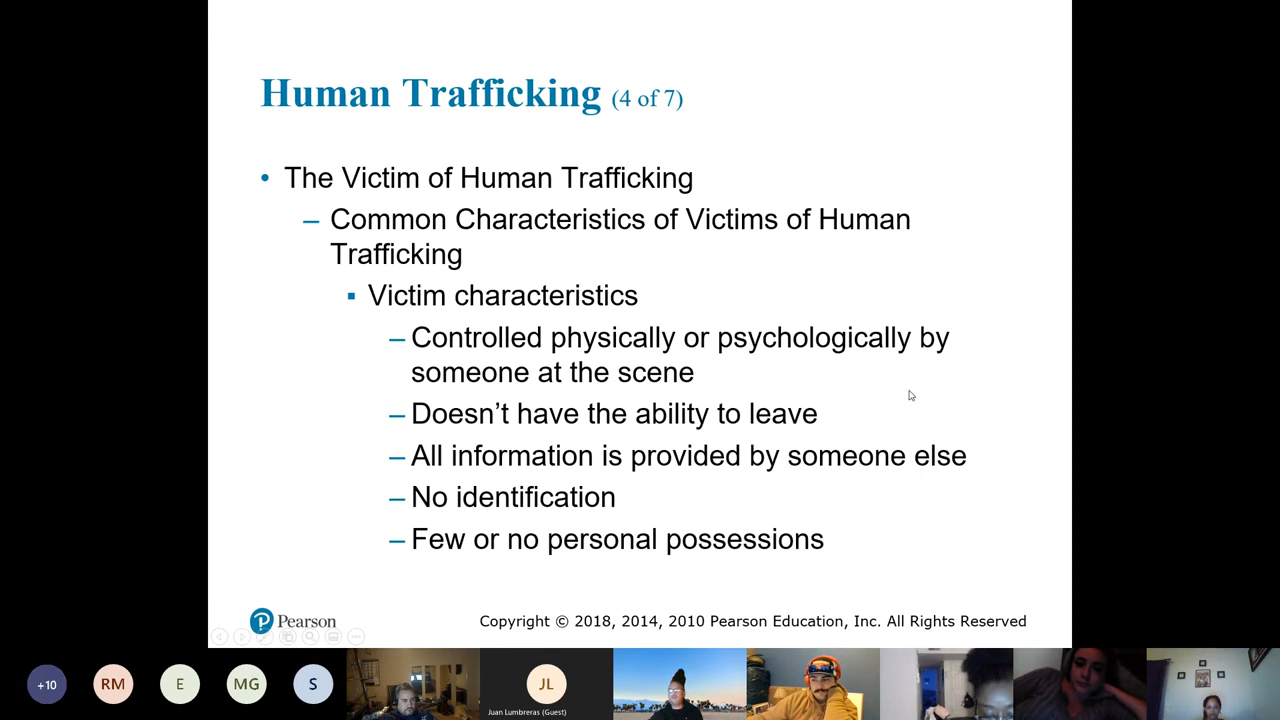 Human Trafficking (4 of 7)
• The Victim of Human Trafficking
– Common Characteristics of Victims of Human
Trafficking
▪ Victim characteristics
– Controlled physically or psychologically by
someone at the scene
– Doesn’t have the ability to leave
– All information is provided by someone else
– No identification
– Few or no personal possessions
Pearson
Copyright © 2018, 2014, 2010 Pearson Education, Inc. All Rights Reserved
+10
RM
E
MG
S
JL
Juan Lumbreras (Guest)